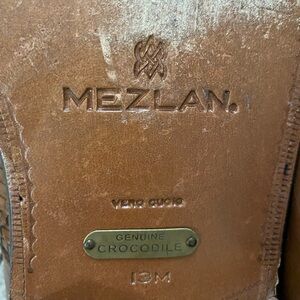 MEZLAN.
VERO CUOIO
GENUINE
CROCODILE
13M